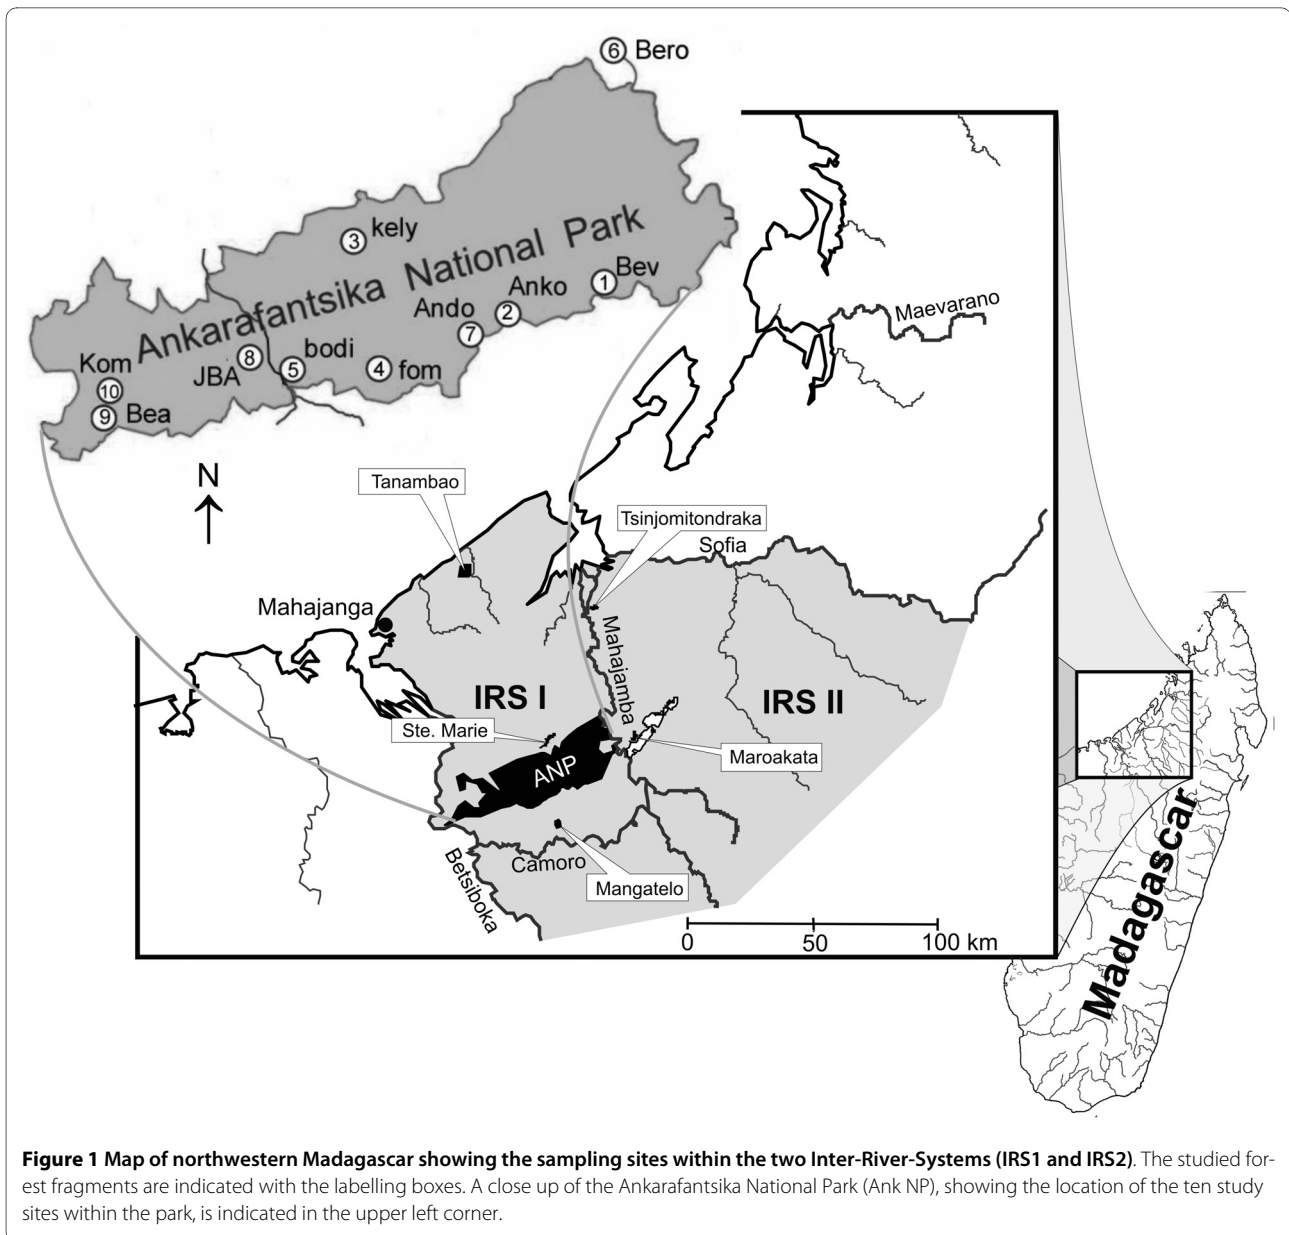 6 Bero
Ankarafantsika National Park
3 kely
1 Bev
2 Anko
Ando
7
Kom
10
9 Bea
JBA 8
5 bodi
4 fom
N
Tanambao
Tsinjomitondraka
Sofia
Maevarano
Mahajanga
Mahajamba
IRS I
IRS II
Ste. Marie
ANP
Maroakata
Camoro
Mangatelo
Betsiboka
0 50 100 km
Madagascar
Figure 1 Map of northwestern Madagascar showing the sampling sites within the two Inter-River-Systems (IRS1 and IRS2). The studied for-
est fragments are indicated with the labelling boxes. A close up of the Ankarafantsika National Park (Ank NP), showing the location of the ten study
sites within the park, is indicated in the upper left corner.